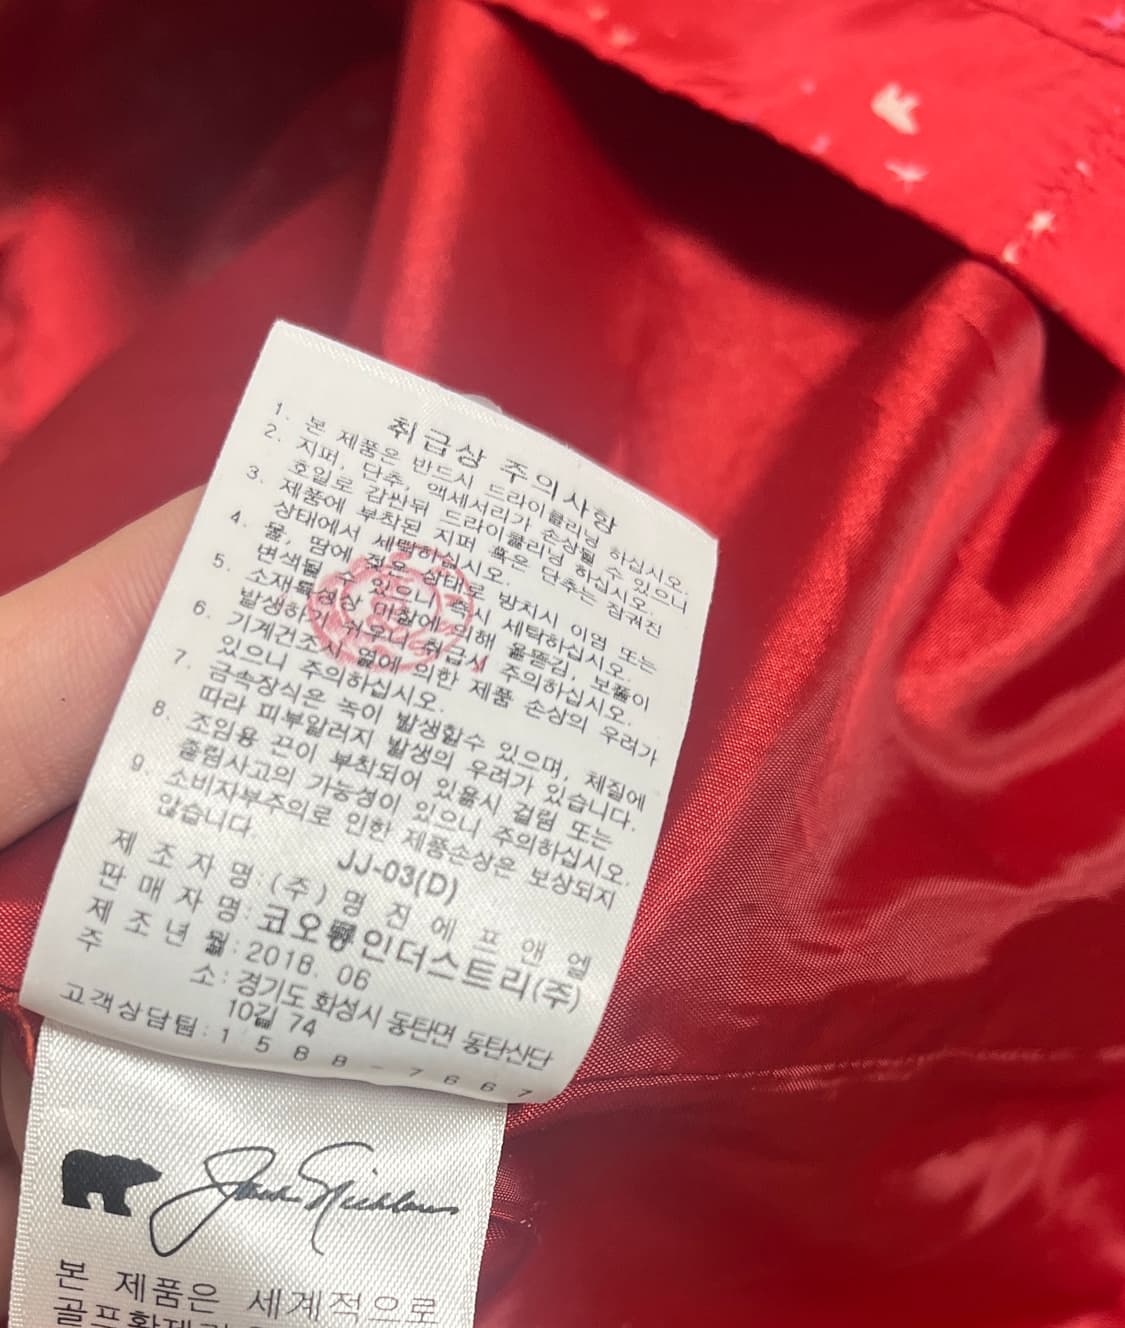 취급상 주의사항
1. 본 제품은 반드시 드라이클리닝 하십시오.
2. 지퍼, 단추, 액세서리가 손상될 수 있으니
호일로 감싼뒤 드라이클리닝 하십시오.
3. 제품에 부착된 지퍼 혹은 단추는 잠궈진
상태에서 세탁하십시오.
4. 물, 땀에 젖은 상태로 방치시 이염 또는
변색될 수 있으니 즉시 세탁하십시오.
5. 소재특성상 마찰에 의해 올뜯김, 보풀이
발생하기 쉬우니 취급시 주의하십시오.
6. 기계건조시 열에 의한 제품 손상의 우려가
있으니 주의하십시오.
7. 금속장식은 녹이 발생할수 있으며, 체질에
따라 피부알러지 발생의 우려가 있습니다.
8. 조임용 끈이 부착되어 있을시 걸림 또는
졸림사고의 가능성이 있으니 주의하십시오.
9. 소비자부주의로 인한 제품손상은 보상되지
않습니다.
JJ-03(D)
제 조 자 명:(주) 명 진 에 프 앤 엘
판 매 자 명: 코오롱인더스트리(주)
제 조 년 월: 2018. 06
주 소: 경기도 화성시 동탄면 동탄산단
10길 74
고객상담팀: 1 5 8 8 - 7 6 6 7
Jack Nicklaus
본 제품은 세계적으로